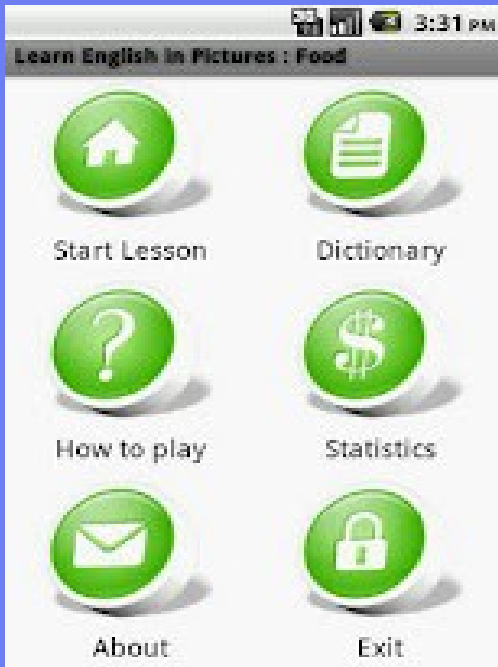 3:31 PM
Learn English in Pictures : Food
Start Lesson Dictionary
How to play Statistics
About Exit